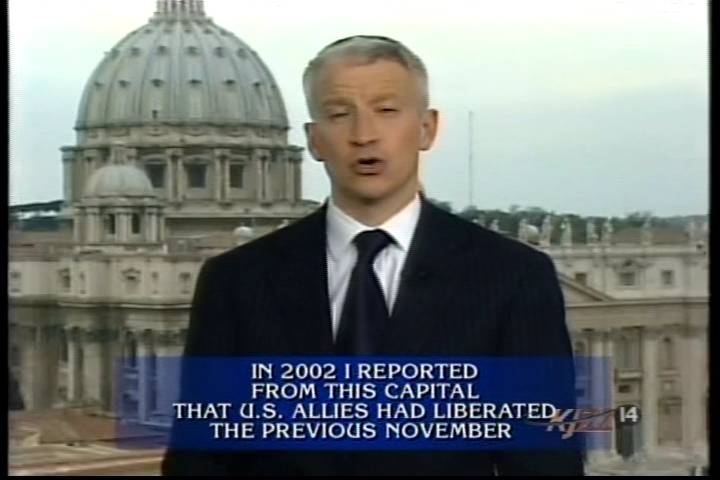 IN 2002 I REPORTED
FROM THIS CAPITAL
THAT U.S. ALLIES HAD LIBERATED
THE PREVIOUS NOVEMBER
14